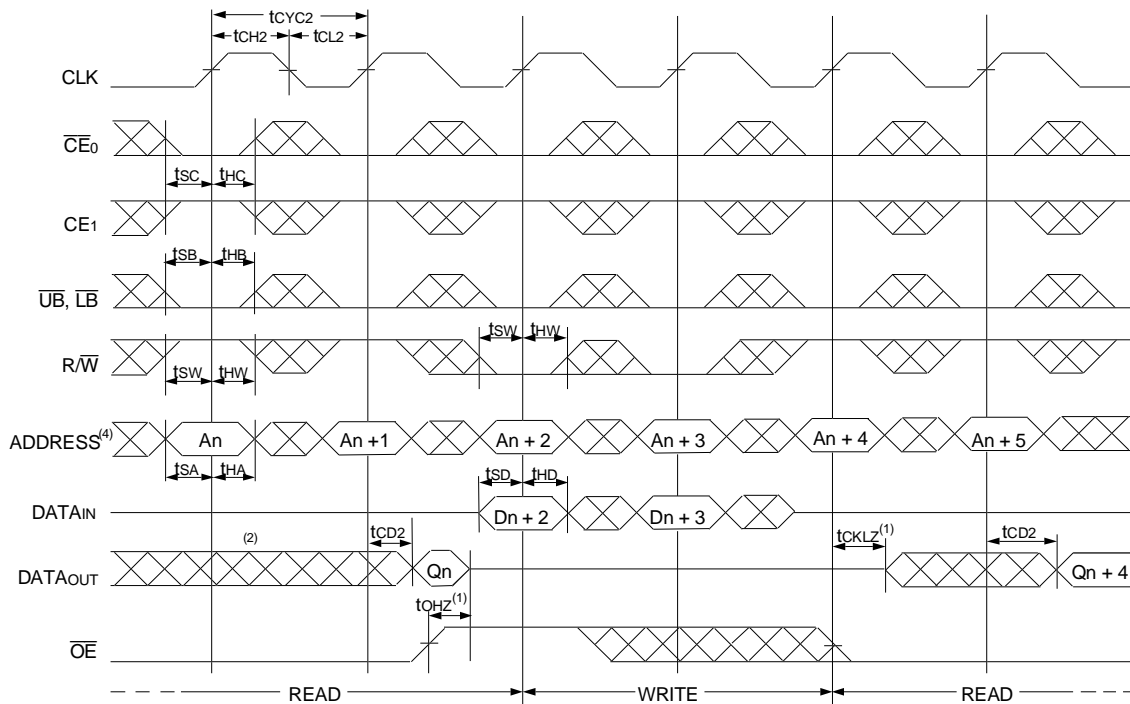 tCYC2
tCH2 tCL2
CLK
CE0
tSC tHC
CE1
tSB tHB
UB, LB
tSW tHW
R/W
tSW tHW
ADDRESS(4) An An +1 An + 2 An + 3 An + 4 An + 5
tSA tHA tSD tHD
DATAIN Dn + 2 Dn + 3
(2) tCD2 tCKLZ(1) tCD2
DATAOUT Qn Qn + 4
tOHZ(1)
OE
READ WRITE READ